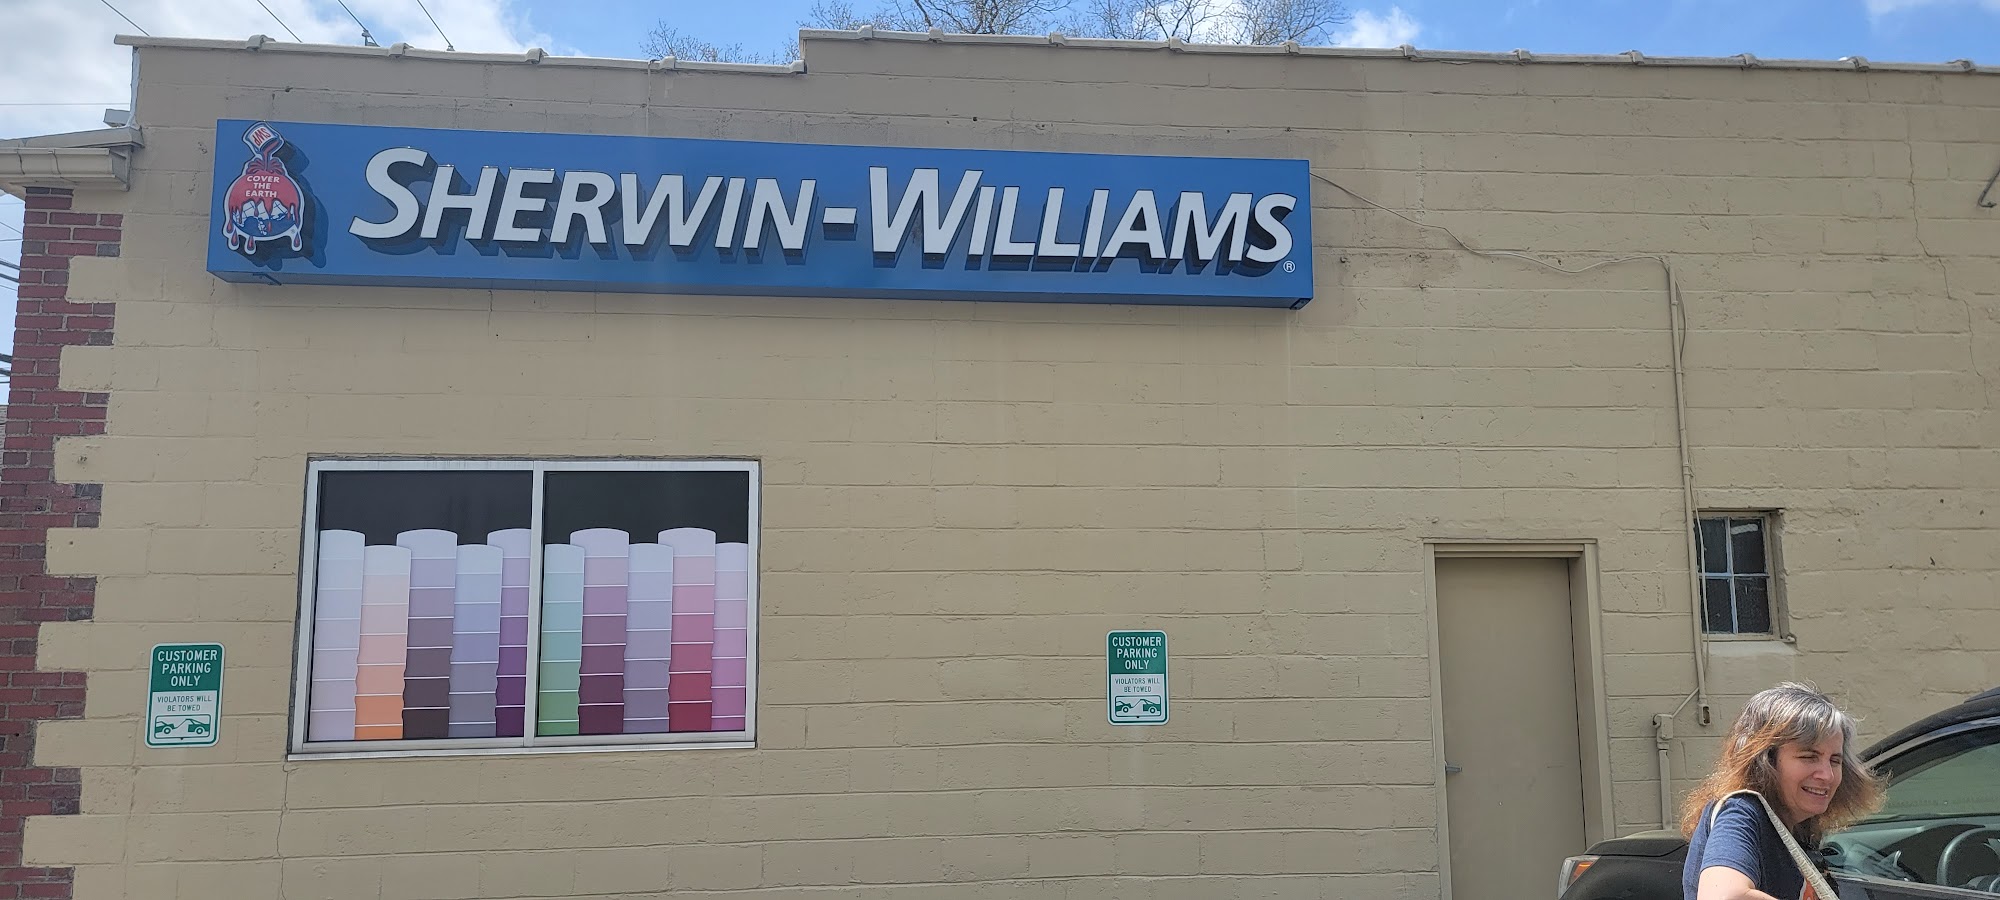 SWP
COVER
THE
EARTH
SHERWIN-WILLIAMS®
CUSTOMER
PARKING
ONLY
VIOLATORS WILL
BE TOWED
CUSTOMER
PARKING
ONLY
VIOLATORS WILL
BE TOWED